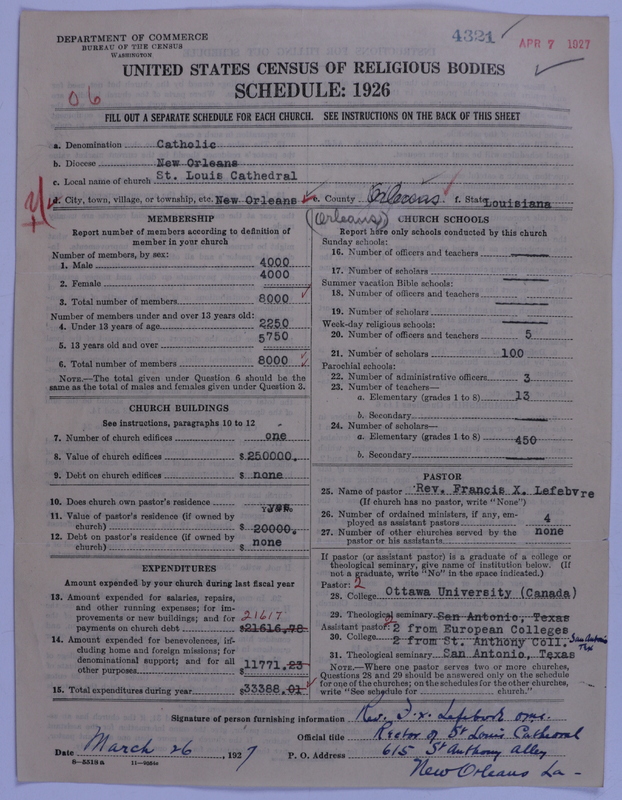 DEPARTMENT OF COMMERCE
BUREAU OF THE CENSUS
WASHINGTON
4321
APR 7 1927
UNITED STATES CENSUS OF RELIGIOUS BODIES
SCHEDULE: 1926
06
FILL OUT A SEPARATE SCHEDULE FOR EACH CHURCH. SEE INSTRUCTIONS ON THE BACK OF THIS SHEET
a. Denomination Catholic
b. Diocese New Orleans
c. Local name of church St. Louis Cathedral
d. City, town, village, or township, etc. New Orleans e. County Orleans f. State Louisiana
(Orleans)
MEMBERSHIP
Report number of members according to definition of member in your church
Number of members, by sex:
1. Male 4000
2. Female 4000
3. Total number of members 8000
Number of members under and over 13 years old:
4. Under 13 years of age 2250
5. 13 years old and over 5750
6. Total number of members 8000
NOTE.—The total given under Question 6 should be the same as the total of males and females given under Question 3.
CHURCH BUILDINGS
See instructions, paragraphs 10 to 12
7. Number of church edifices one
8. Value of church edifices $250000.
9. Debt on church edifices $ none
10. Does church own pastor's residence
11. Value of pastor's residence (if owned by church) $ 20000.
12. Debt on pastor's residence (if owned by church) $ none
EXPENDITURES
Amount expended by your church during last fiscal year
13. Amount expended for salaries, repairs, and other running expenses; for improvements or new buildings; and for payments on church debt 21617 $21616.78
14. Amount expended for benevolences, including home and foreign missions; for denominational support; and for all other purposes $ 11771.23
15. Total expenditures during year $33388.01
CHURCH SCHOOLS
Report here only schools conducted by this church
Sunday schools:
16. Number of officers and teachers
17. Number of scholars
Summer vacation Bible schools:
18. Number of officers and teachers
19. Number of scholars
Week-day religious schools:
20. Number of officers and teachers 5
21. Number of scholars 100
Parochial schools:
22. Number of administrative officers 3
23. Number of teachers—
a. Elementary (grades 1 to 8) 13
b. Secondary
24. Number of scholars—
a. Elementary (grades 1 to 8) 450
b. Secondary
PASTOR
25. Name of pastor Rev. Francis X. Lefebvre
(If church has no pastor, write "None")
26. Number of ordained ministers, if any, employed as assistant pastors 4
27. Number of other churches served by the pastor or his assistants none
If pastor (or assistant pastor) is a graduate of a college or theological seminary, give name of institution below. (If not a graduate, write "No" in the space indicated.)
Pastor: 2
28. College Ottawa University (Canada)
29. Theological seminary San Antonio, Texas
Assistant pastor: 2 from European Colleges
30. College 2 from St. Anthony Coll. San Antonio Tex
31. Theological seminary San Antonio, Texas
NOTE.—Where one pastor serves two or more churches, Questions 28 and 29 should be answered only on the schedule for one of the churches; on the schedules for the other churches, write "See schedule for church."
Signature of person furnishing information Rev. F. X. Lefebvre omi.
Official title Rector of St Louis Cathedral
Date March 26, 1927 P. O. Address 615 St Anthony Alley
8—5519a 11—9264
New Orleans La -